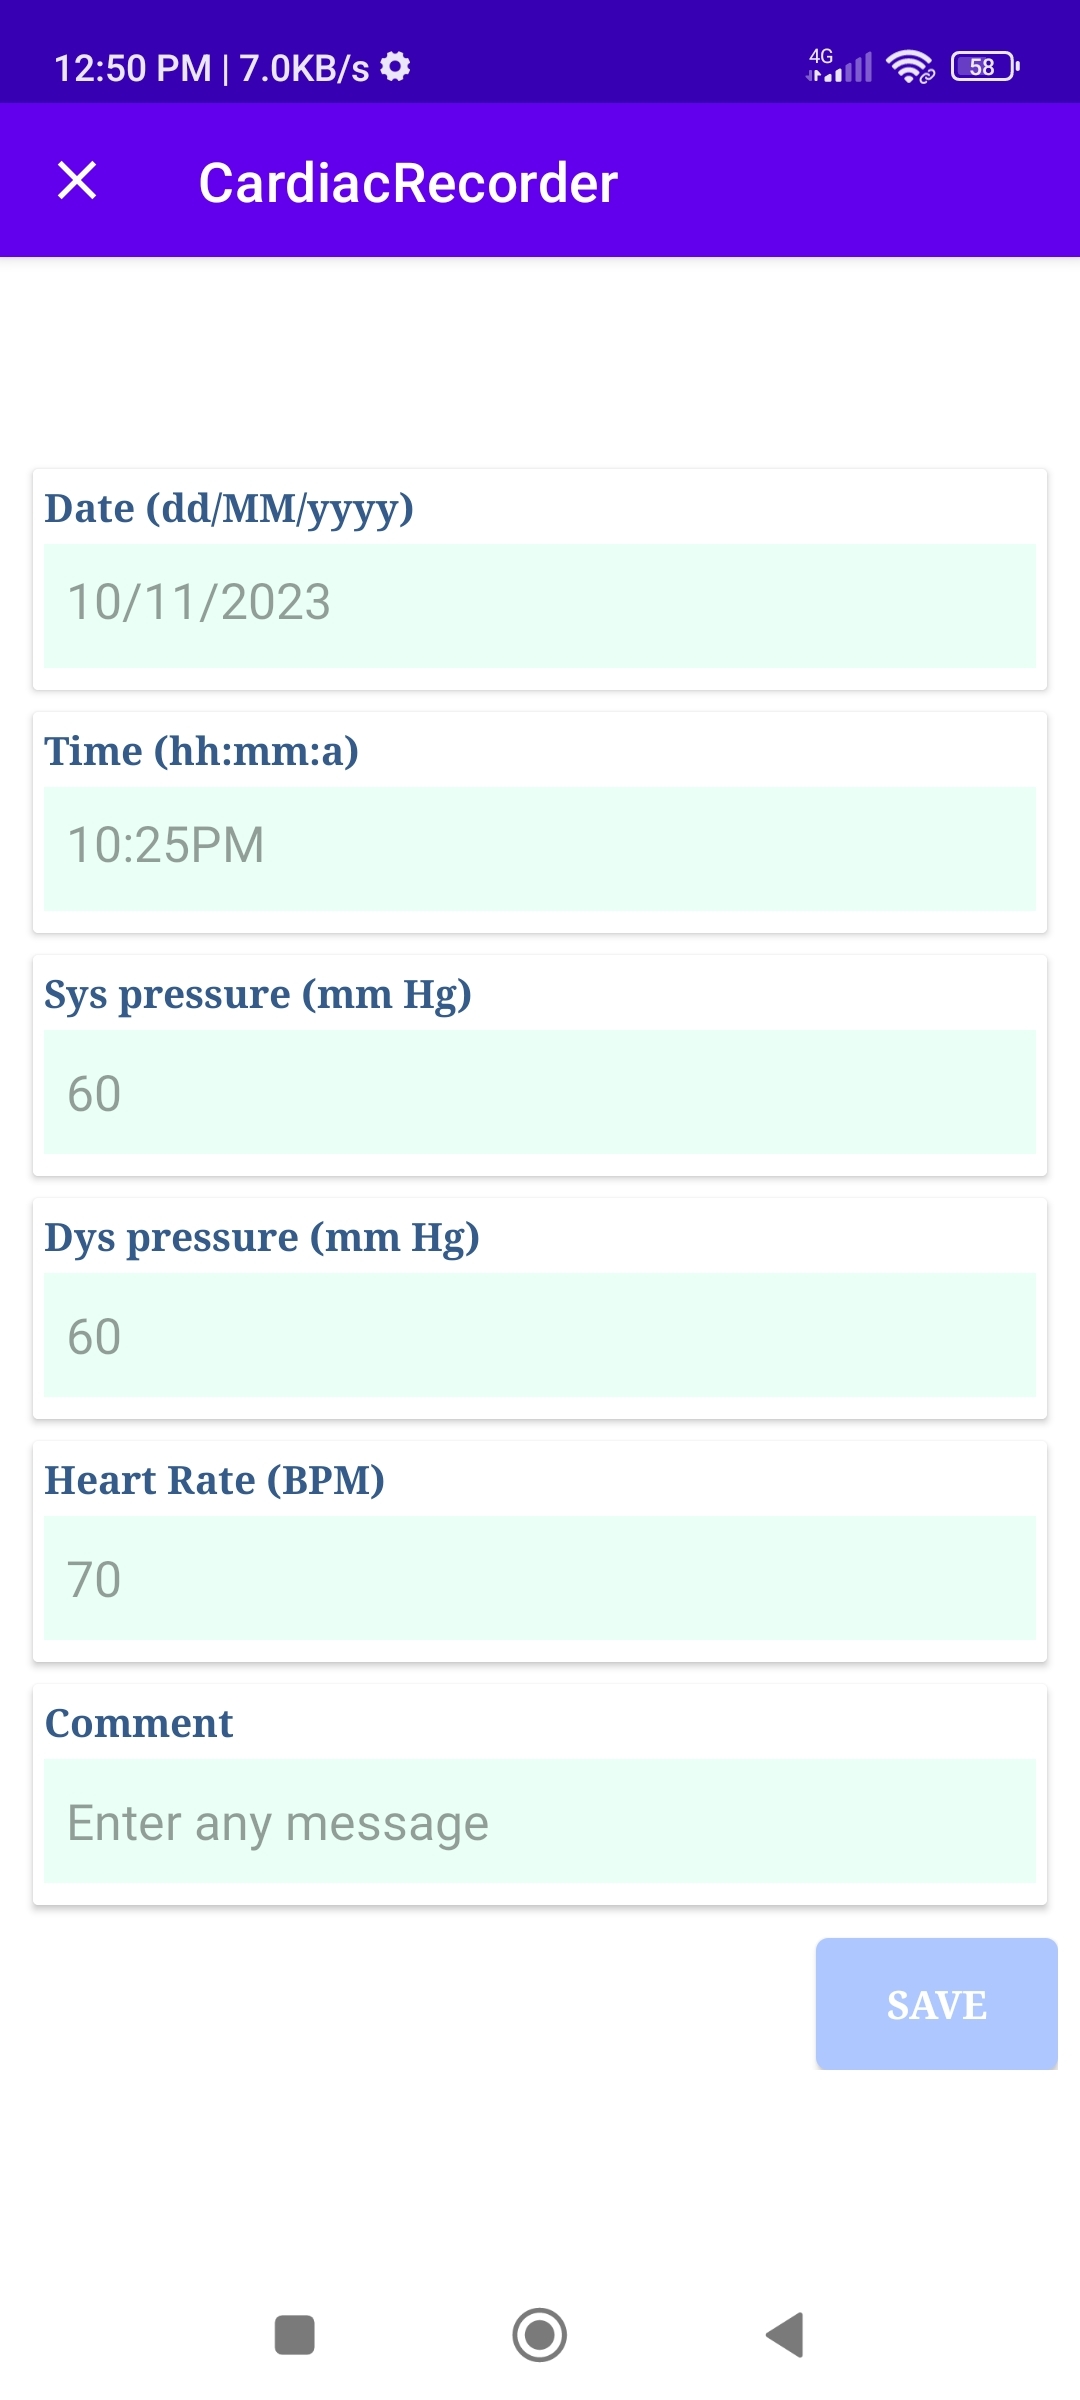 12:50 PM | 7.0KB/s 4G 58
CardiacRecorder
Date (dd/MM/yyyy)
10/11/2023
Time (hh:mm:a)
10:25PM
Sys pressure (mm Hg)
60
Dys pressure (mm Hg)
60
Heart Rate (BPM)
70
Comment
Enter any message
SAVE